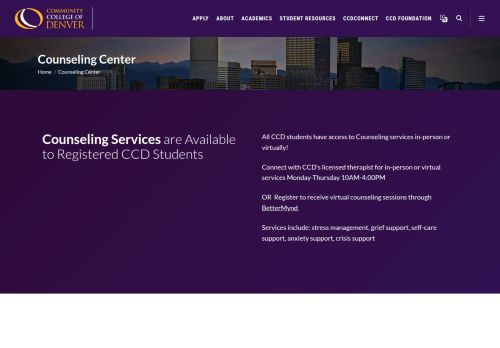 COMMUNITY
COLLEGE OF
DENVER
APPLY ABOUT ACADEMICS STUDENT RESOURCES CCDCONNECT CCD FOUNDATION
Counseling Center
Home / Counseling Center
Counseling Services are Available
to Registered CCD Students
All CCD students have access to Counseling services in-person or
virtually!
Connect with CCD's licensed therapist for in-person or virtual
services Monday-Thursday 10AM-4:00PM
OR Register to receive virtual counseling sessions through
BetterMynd
Services include: stress management, grief support, self-care
support, anxiety support, crisis support